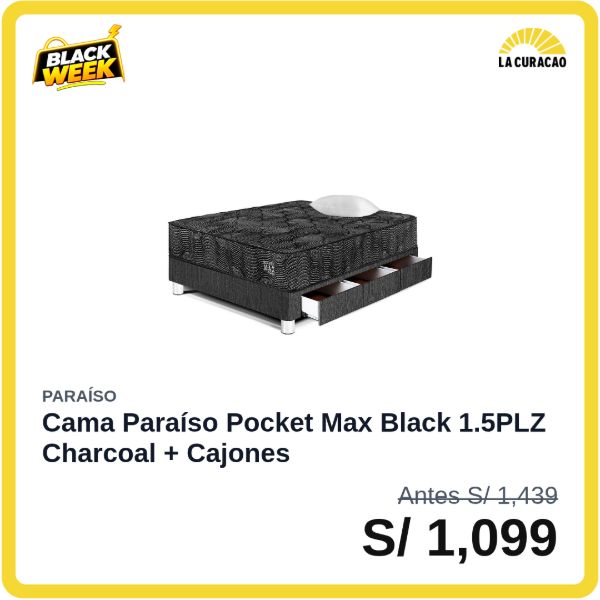 BLACK
WEEK
LA CURACAO
PARAÍSO
Cama Paraíso Pocket Max Black 1.5PLZ
Charcoal + Cajones
Antes S/ 1,439
S/ 1,099